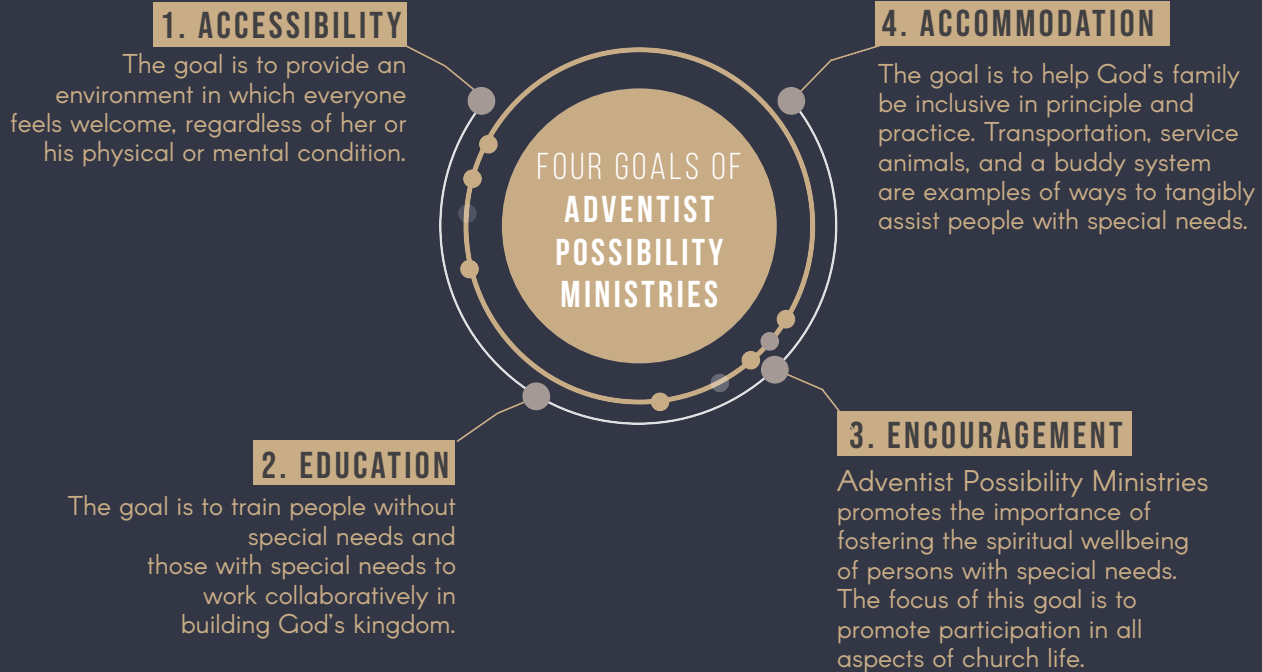 FOUR GOALS OF
ADVENTIST
POSSIBILITY
MINISTRIES
1. ACCESSIBILITY
The goal is to provide an
environment in which everyone
feels welcome, regardless of her or
his physical or mental condition.
2. EDUCATION
The goal is to train people without
special needs and
those with special needs to
work collaboratively in
building God's kingdom.
3. ENCOURAGEMENT
Adventist Possibility Ministries
promotes the importance of
fostering the spiritual wellbeing
of persons with special needs.
The focus of this goal is to
promote participation in all
aspects of church life.
4. ACCOMMODATION
The goal is to help God's family
be inclusive in principle and
practice. Transportation, service
animals, and a buddy system
are examples of ways to tangibly
assist people with special needs.